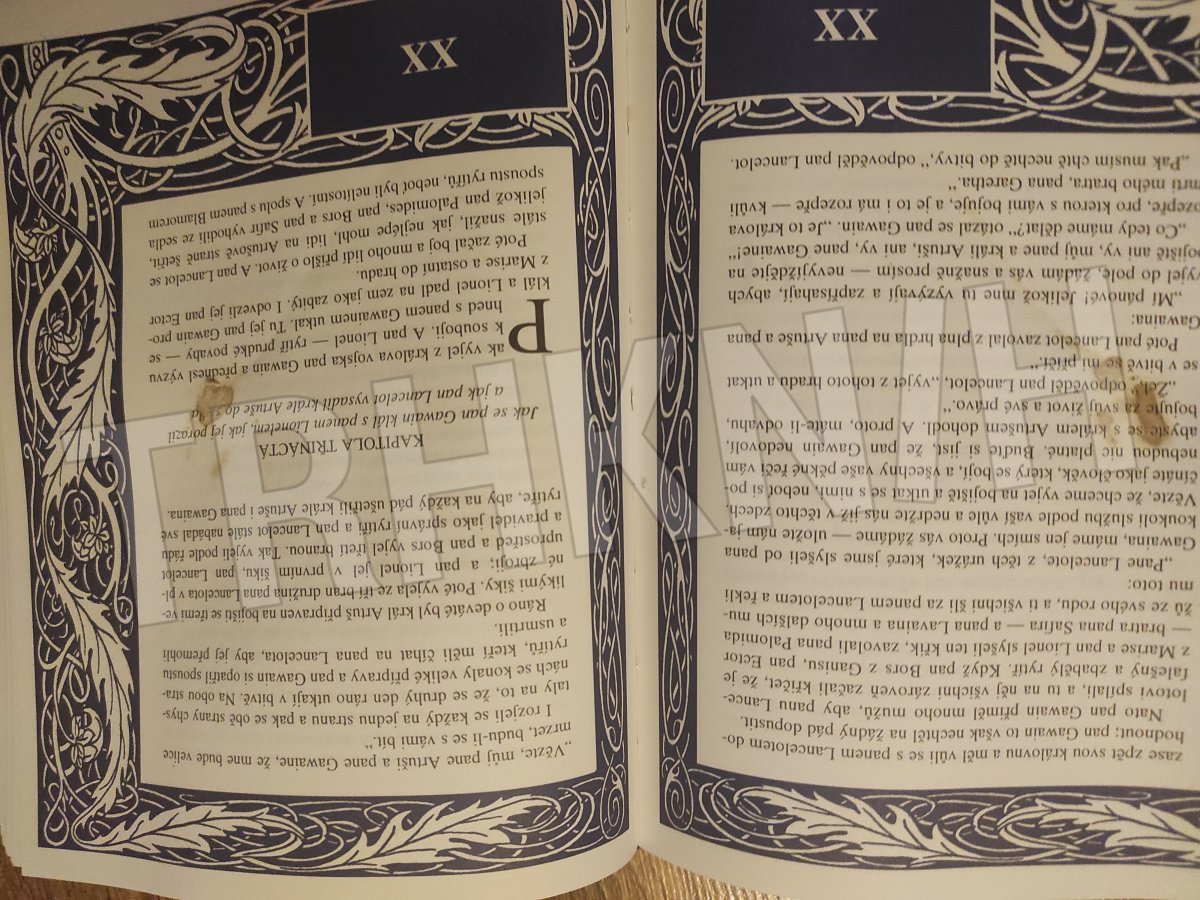 zase zpět svou královnu a měl vůli se s panem Lancelotem do-
hodnout; pan Gawain to však nechtěl na žádný pád dopustit.
Nato pan Gawain přiměl mnoho mužů, aby panu Lance-
lotovi spílali, a tu na něj všichni zároveň začali křičet, že je
falešný a zbabělý rytíř. Když pan Bors z Ganisu, pan Ector
z Marise a pan Lionel slyšeli ten křik, zavolali pana Palomida
— bratra pana Safira — a pana Lavaina a mnoho dalších mu-
žů ze svého rodu, a ti všichni šli za panem Lancelotem a řekli
mu toto:
„Pane Lancelote, z těch urážek, které jsme slyšeli od pana
Gawaina, máme jen smích. Proto vás žádáme — uložte nám ja-
koukoli službu podle vaší vůle a nedržte nás již v těchto zdech.
Vězte, že chceme vyjet na bojiště a utkat se s nimi, neboť si po-
čínáte jako člověk, který se bojí, a všechny vaše pěkné řeči vám
nebudou nic platné. Buďte si jist, že pan Gawain nedovolí,
abyste se s králem Artušem dohodl. A proto, máte-li odvahu,
bojujte za svůj život a své právo.“
„Žel,“ odpověděl pan Lancelot, „vyjet z tohoto hradu a utkat
se v bitvě se mi příčí.“
Poté pan Lancelot zavolal z plna hrdla na pana Artuše a pana
Gawaina:
„Mí pánové! Jelikož mne tu vyzývají a zapřísahají, abych
vyjel do pole, žádám vás a snažně prosím — nevyjíždějte na
bojiště ani vy, můj pane a králi Artuši, ani vy, pane Gawaine!“
„Co tedy máme dělat?“ otázal se pan Gawain. „Je to králova
rozepře, pro kterou s vámi bojuje, a je to i má rozepře — kvůli
smrti mého bratra, pana Garetha.“
„Pak musím chtě nechtě do bitvy,“ odpověděl pan Lancelot.
XX
„Vězte, můj pane Artuši a pane Gawaine, že mne bude velice
mrzet, budu-li se s vámi bít.“
I rozjeli se každý na jednu stranu a pak se obě strany chys-
taly na to, že se druhý den ráno utkají v bitvě. Na obou stra-
nách se konaly veliké přípravy a pan Gawain si opatřil spoustu
rytířů, kteří měli číhat na pana Lancelota, aby jej přemohli
a usmrtili.
Ráno o deváté byl král Artuš připraven na bojišti se třemi ve-
likými šiky. Poté vyjela ze tří bran družina pana Lancelota v pl-
né zbroji; a pan Lionel jel v prvním šiku, pan Lancelot
uprostřed a pan Bors vyjel třetí branou. Tak vyjeli podle řádu
a pravidel jako správní rytíři a pan Lancelot stále nabádal své
rytíře, aby na každý pád ušetřili krále Artuše i pana Gawaina.
KAPITOLA TŘINÁCTÁ
Jak se pan Gawain klál s panem Lionelem, jak jej porazil
a jak pan Lancelot vysadil krále Artuše do
Pak vyjel z králova vojska pan Gawain a přednesl výzvu
k souboji. A pan Lionel — rytíř prudké povahy — se
hned s panem Gawainem utkal. Tu jej pan Gawain pro-
klál a Lionel padl na zem jako zabitý. I odvezli jej pan Ector
z Marise a ostatní do hradu.
Poté začal boj a mnoho lidí přišlo o život. A pan Lancelot se
stále snažil, jak nejlépe mohl, lidi na Artušově straně šetřit,
jelikož pan Palomides, pan Bors a pan Safir vyhodili ze sedla
spoustu rytířů, neboť byli nelítostní. A spolu s panem Blamorem
XX
TRHKNIH